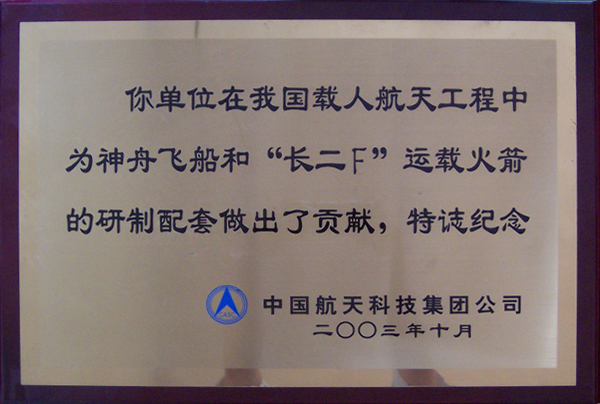 你单位在我国载人航天工程中
为神舟飞船和“长二F”运载火箭
的研制配套做出了贡献，特誌纪念
CASC
中国航天科技集团公司
二〇〇三年十月